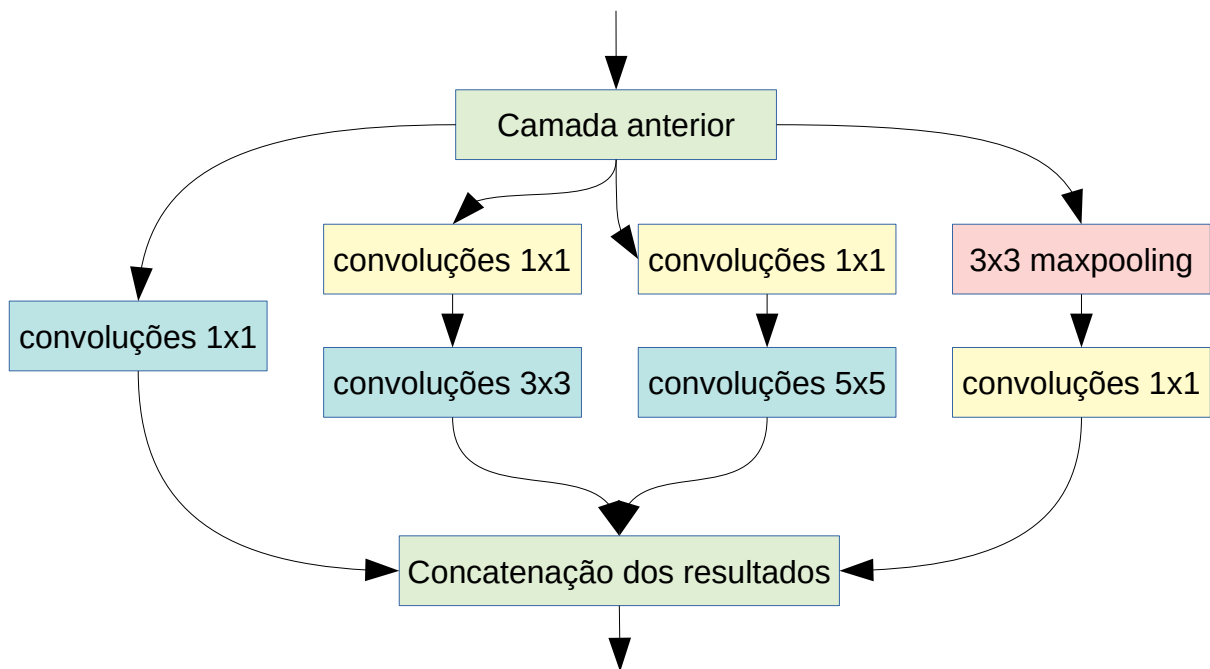 Camada anterior
convoluções 1x1
convoluções 1x1
3x3 maxpooling
convoluções 1x1
convoluções 3x3
convoluções 5x5
convoluções 1x1
Concatenação dos resultados